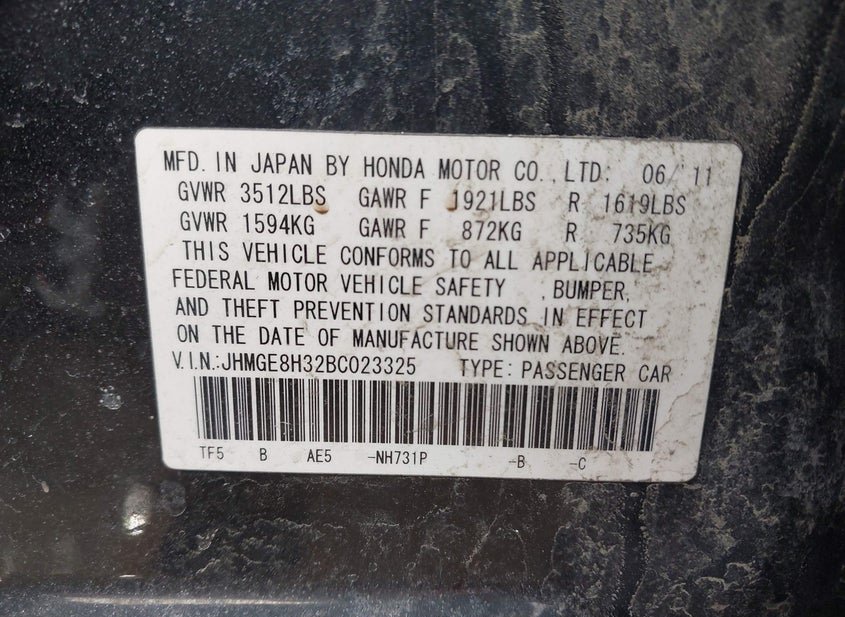 MFD. IN JAPAN BY HONDA MOTOR CO., LTD: 06/11
GVWR 3512LBS GAWR F 1921LBS R 1619LBS
GVWR 1594KG GAWR F 872KG R 735KG
THIS VEHICLE CONFORMS TO ALL APPLICABLE
FEDERAL MOTOR VEHICLE SAFETY , BUMPER,
AND THEFT PREVENTION STANDARDS IN EFFECT
ON THE DATE OF MANUFACTURE SHOWN ABOVE.
V.I.N.:JHMGE8H32BC023325 TYPE: PASSENGER CAR
TF5 B AE5 -NH731P -B -C